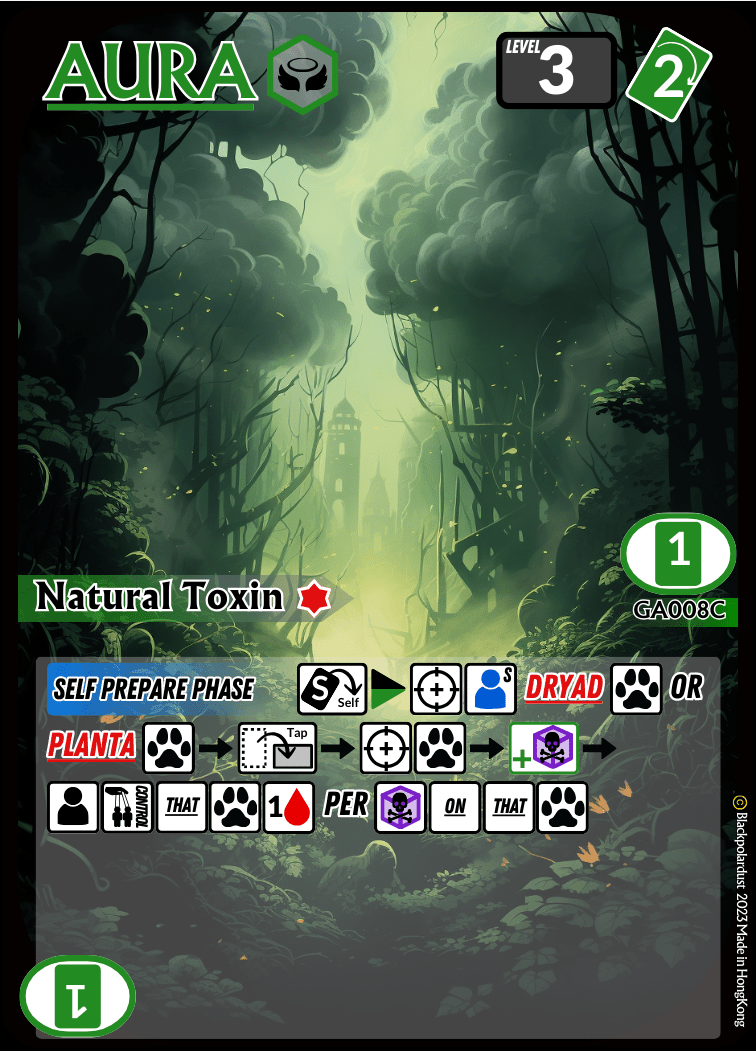 AURA
LEVEL 3
2
1
Natural Toxin
GA008C
SELF PREPARE PHASE S Self S DRYAD OR
PLANTA Tap +
CONTROL THAT 1 PER ON THAT
1
© Blackpolardust 2023 Made in HongKong